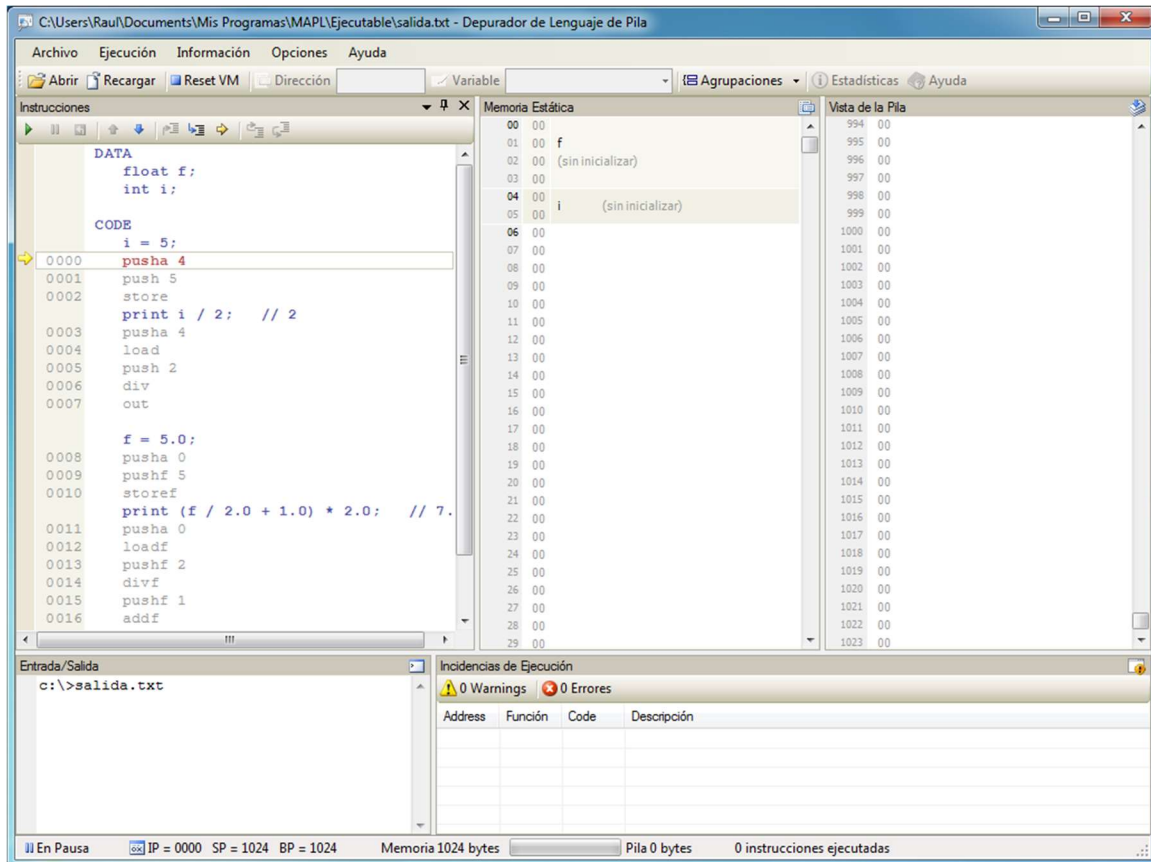 C:\Users\Raul\Documents\Mis Programas\MAPL\Ejecutable\salida.txt - Depurador de Lenguaje de Pila
Archivo Ejecución Información Opciones Ayuda
Abrir Recargar Reset VM Dirección Variable Agrupaciones Estadísticas Ayuda
Instrucciones
DATA
float f;
int i;
CODE
i = 5;
0000 pusha 4
0001 push 5
0002 store
print i / 2; // 2
0003 pusha 4
0004 load
0005 push 2
0006 div
0007 out
f = 5.0;
0008 pusha 0
0009 pushf 5
0010 storef
print (f / 2.0 + 1.0) * 2.0; // 7.
0011 pusha 0
0012 loadf
0013 pushf 2
0014 divf
0015 pushf 1
0016 addf
Memoria Estática
00 00
01 00 f
02 00 (sin inicializar)
03 00
04 00
i (sin inicializar)
05 00
06 00
07 00
08 00
09 00
10 00
11 00
12 00
13 00
14 00
15 00
16 00
17 00
18 00
19 00
20 00
21 00
22 00
23 00
24 00
25 00
26 00
27 00
28 00
29 00
Vista de la Pila
994 00
995 00
996 00
997 00
998 00
999 00
1000 00
1001 00
1002 00
1003 00
1004 00
1005 00
1006 00
1007 00
1008 00
1009 00
1010 00
1011 00
1012 00
1013 00
1014 00
1015 00
1016 00
1017 00
1018 00
1019 00
1020 00
1021 00
1022 00
1023 00
Entrada/Salida
c:\>salida.txt
Incidencias de Ejecución
0 Warnings 0 Errores
Address Función Code Descripción
En Pausa IP = 0000 SP = 1024 BP = 1024 Memoria 1024 bytes Pila 0 bytes 0 instrucciones ejecutadas